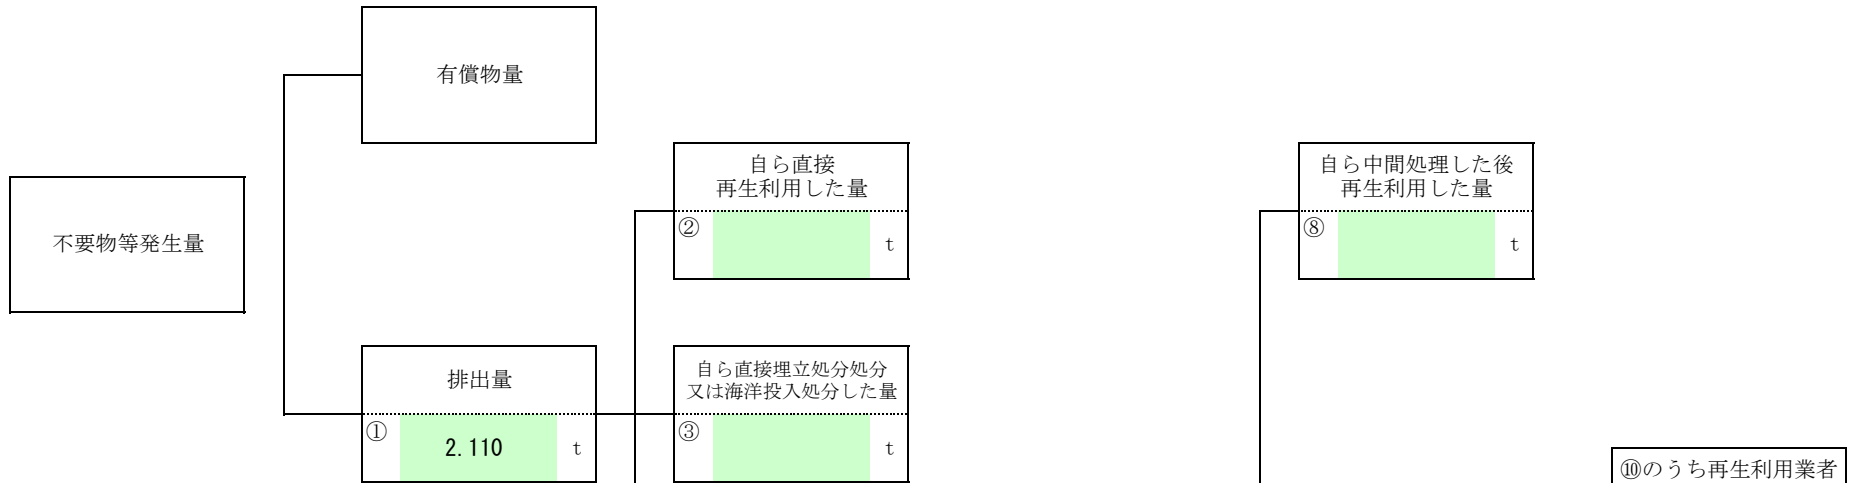 有償物量
自ら直接
再生利用した量
② t
自ら中間処理した後
再生利用した量
⑧ t
不要物等発生量
排出量
① 2.110 t
自ら直接埋立処分処分
又は海洋投入処分した量
③ t
⑩のうち再生利用業者